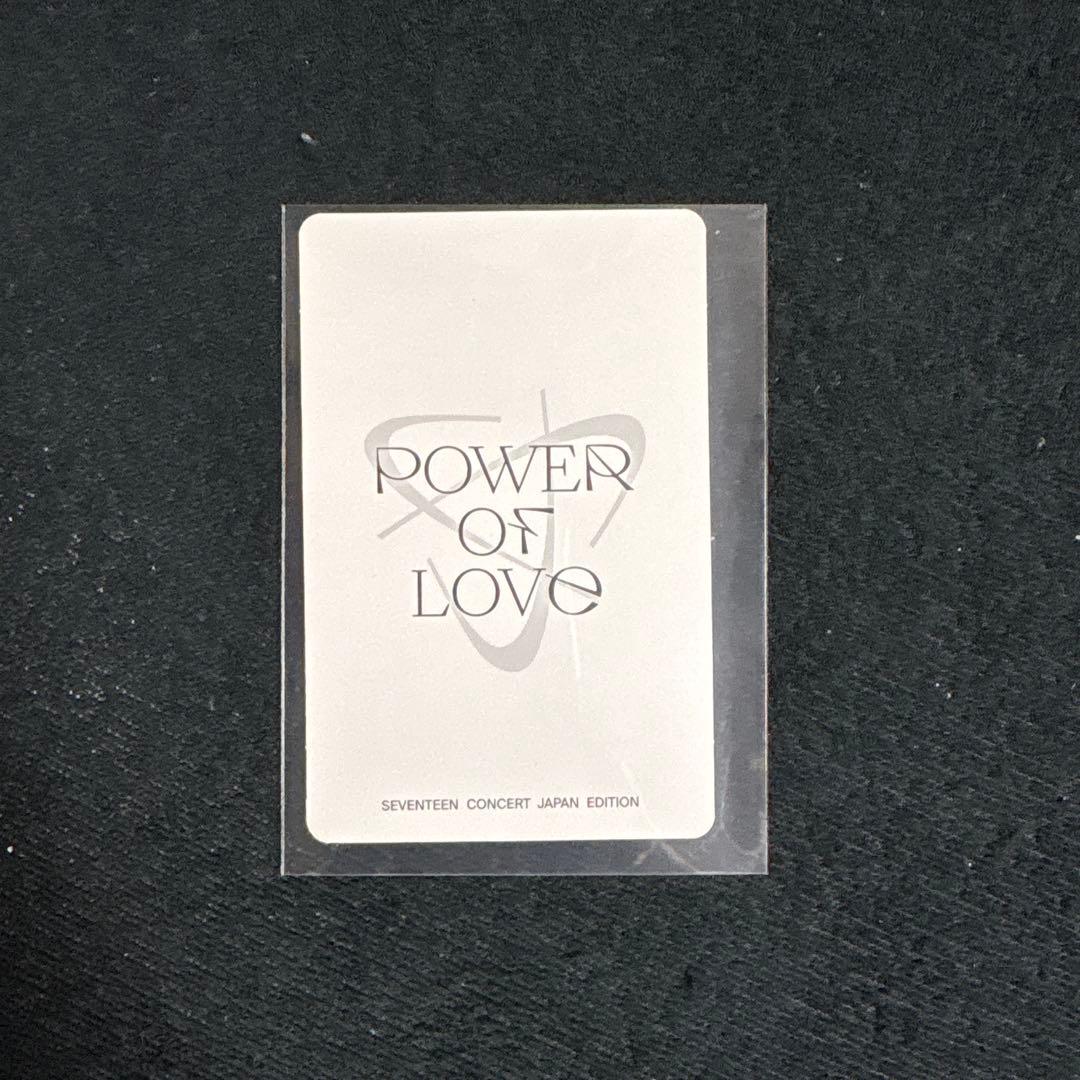 POWER
OF
LOVe
SEVENTEEN CONCERT JAPAN EDITION